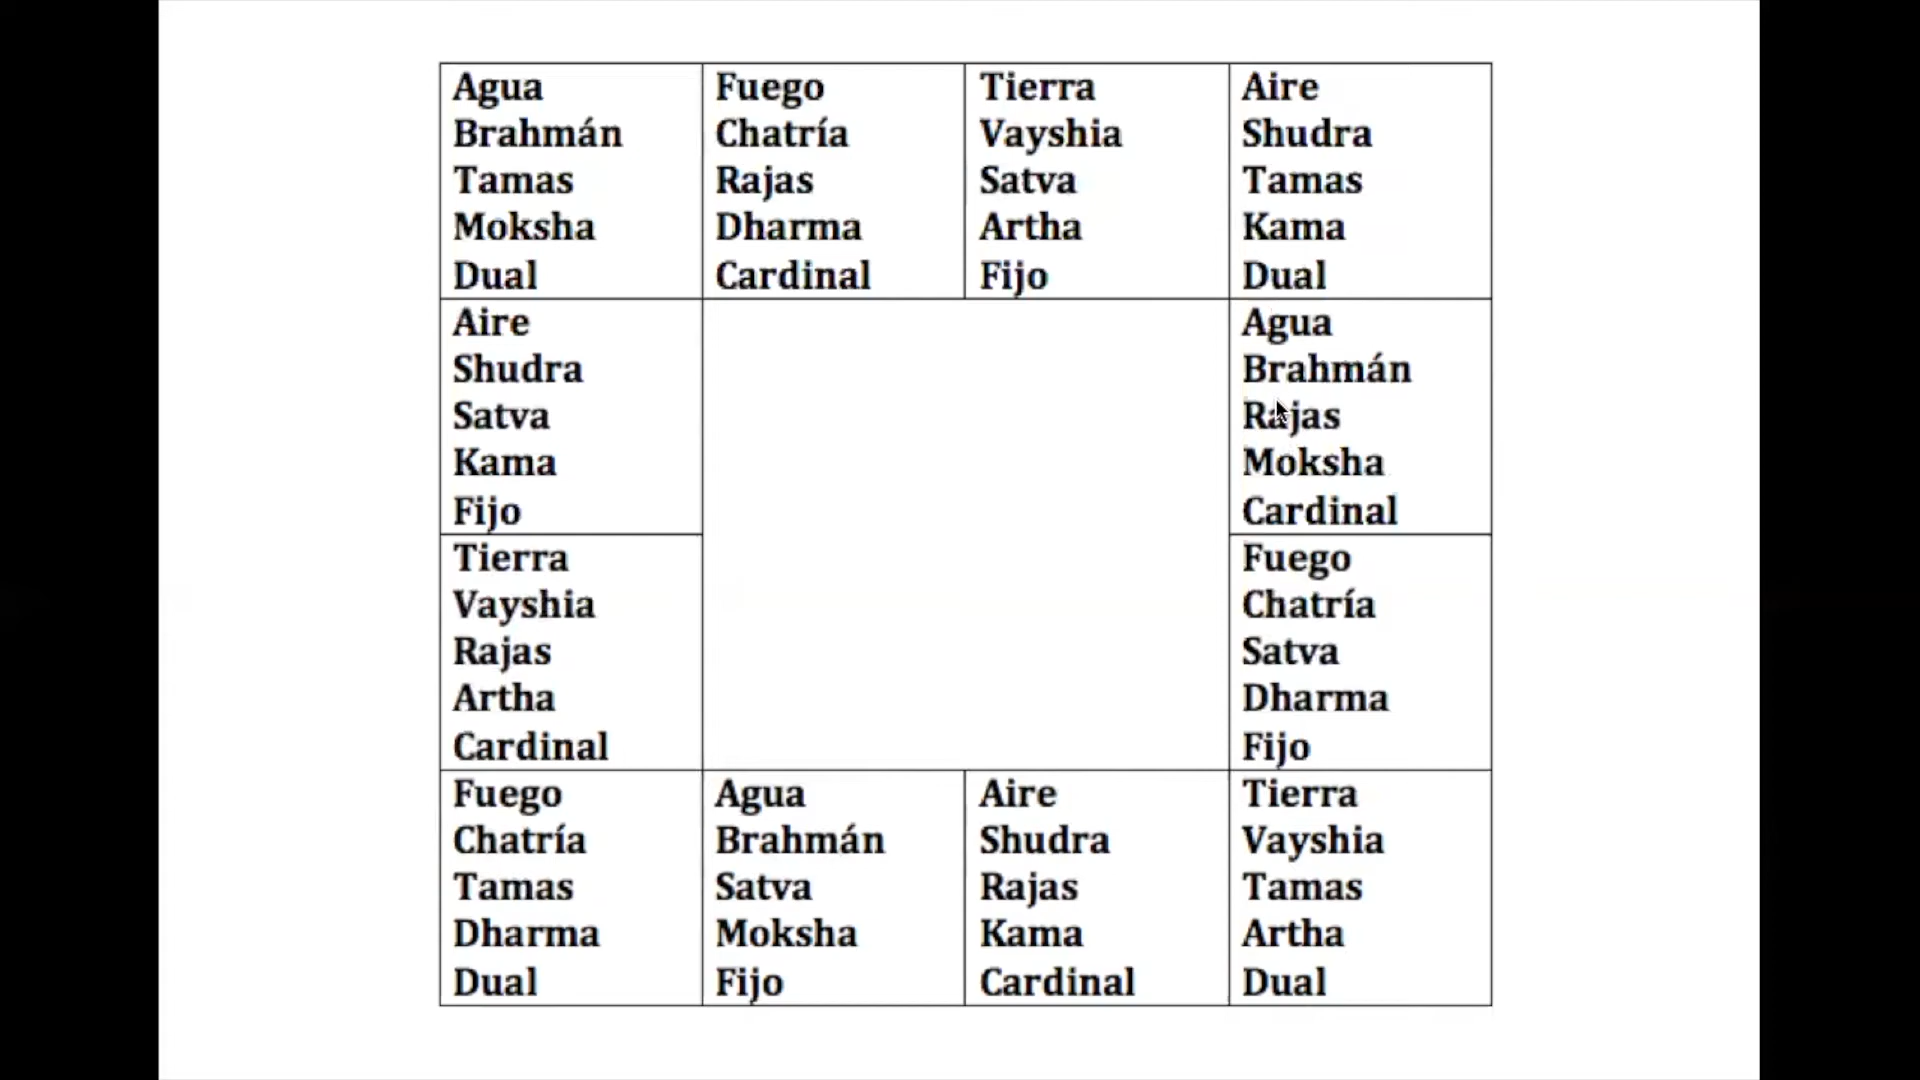 Agua
Brahmán
Tamas
Moksha
Dual
Fuego
Chatría
Rajas
Dharma
Cardinal
Tierra
Vayshia
Satva
Artha
Fijo
Aire
Shudra
Tamas
Kama
Dual
Aire
Shudra
Satva
Kama
Fijo
Agua
Brahmán
Rajas
Moksha
Cardinal
Tierra
Vayshia
Rajas
Artha
Cardinal
Fuego
Chatría
Satva
Dharma
Fijo
Fuego
Chatría
Tamas
Dharma
Dual
Agua
Brahmán
Satva
Moksha
Fijo
Aire
Shudra
Rajas
Kama
Cardinal
Tierra
Vayshia
Tamas
Artha
Dual